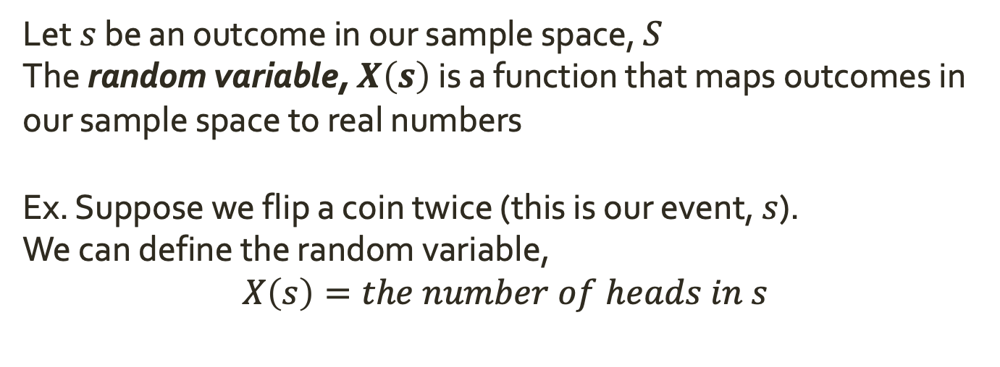 Let s be an outcome in our sample space, S
The random variable, X(s) is a function that maps outcomes in
our sample space to real numbers
Ex. Suppose we flip a coin twice (this is our event, s).
We can define the random variable,
X(s) = the number of heads in s